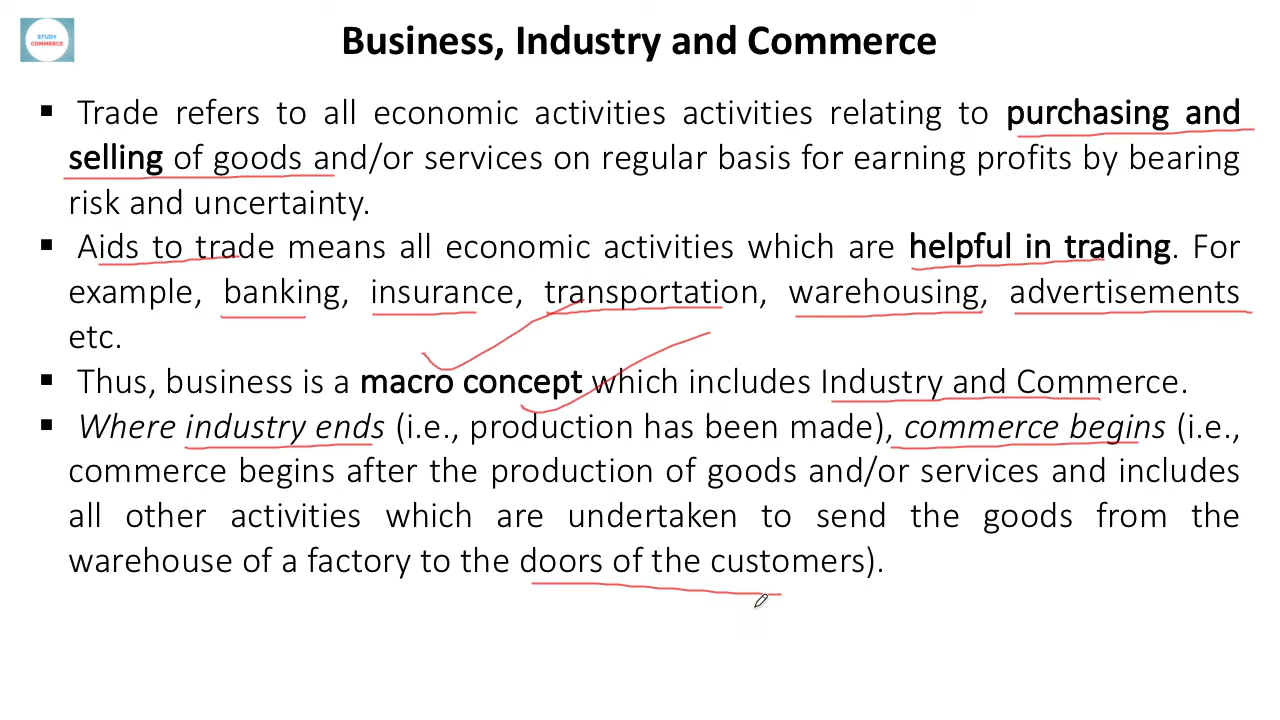 STUDY
COMMERCE
Business, Industry and Commerce
▪ Trade refers to all economic activities activities relating to purchasing and
selling of goods and/or services on regular basis for earning profits by bearing
risk and uncertainty.
▪ Aids to trade means all economic activities which are helpful in trading. For
example, banking, insurance, transportation, warehousing, advertisements
etc.
▪ Thus, business is a macro concept which includes Industry and Commerce.
▪ Where industry ends (i.e., production has been made), commerce begins (i.e.,
commerce begins after the production of goods and/or services and includes
all other activities which are undertaken to send the goods from the
warehouse of a factory to the doors of the customers).